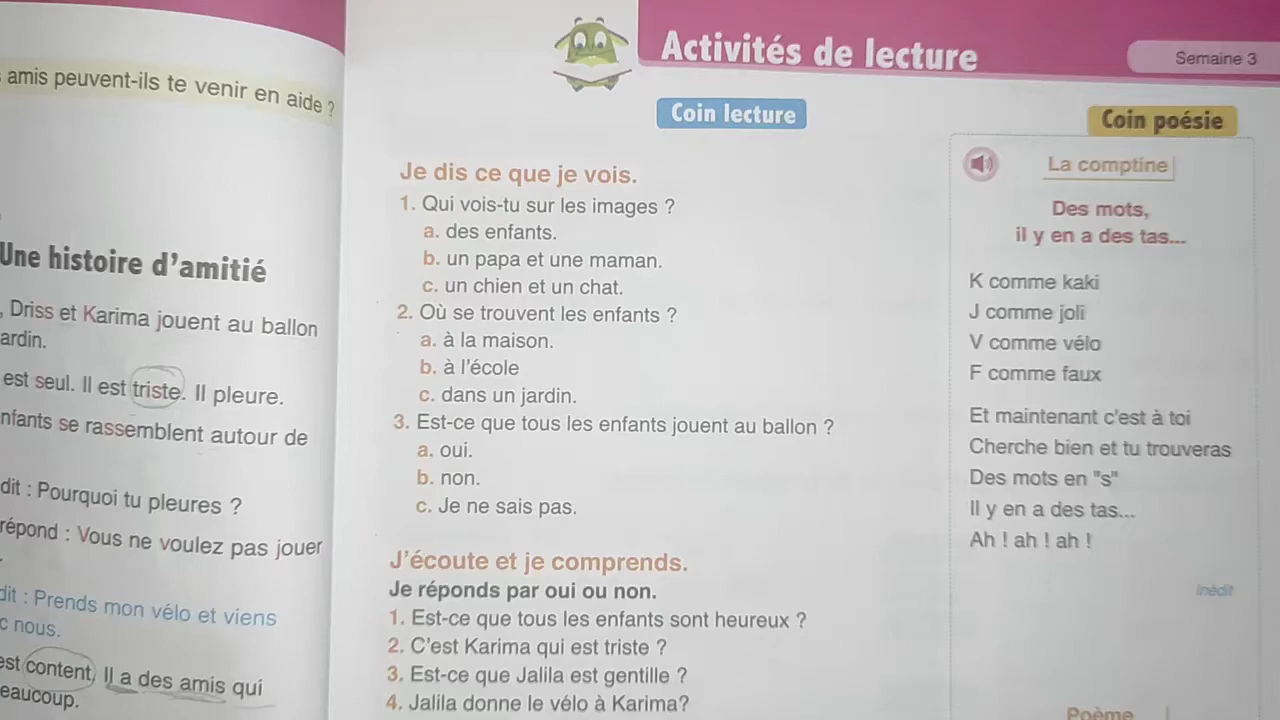 amis peuvent-ils te venir en aide ?
Une histoire d'amitié
, Driss et Karima jouent au ballon
ardin.
est seul. Il est triste. Il pleure.
nfants se rassemblent autour de
dit : Pourquoi tu pleures ?
répond : Vous ne voulez pas jouer
dit : Prends mon vélo et viens
c nous.
est content, Il a des amis qui
eaucoup.
Activités de lecture
Semaine 3
Coin lecture
Je dis ce que je vois.
1. Qui vois-tu sur les images ?
a. des enfants.
b. un papa et une maman.
c. un chien et un chat.
2. Où se trouvent les enfants ?
a. à la maison.
b. à l'école
c. dans un jardin.
3. Est-ce que tous les enfants jouent au ballon ?
a. oui.
b. non.
c. Je ne sais pas.
J'écoute et je comprends.
Je réponds par oui ou non.
1. Est-ce que tous les enfants sont heureux ?
2. C'est Karima qui est triste ?
3. Est-ce que Jalila est gentille ?
4. Jalila donne le vélo à Karima?
Coin poésie
La comptine
Des mots,
il y en a des tas...
K comme kaki
J comme joli
V comme vélo
F comme faux
Et maintenant c'est à toi
Cherche bien et tu trouveras
Des mots en "s"
Il y en a des tas...
Ah ! ah ! ah !
Inédit
Poème